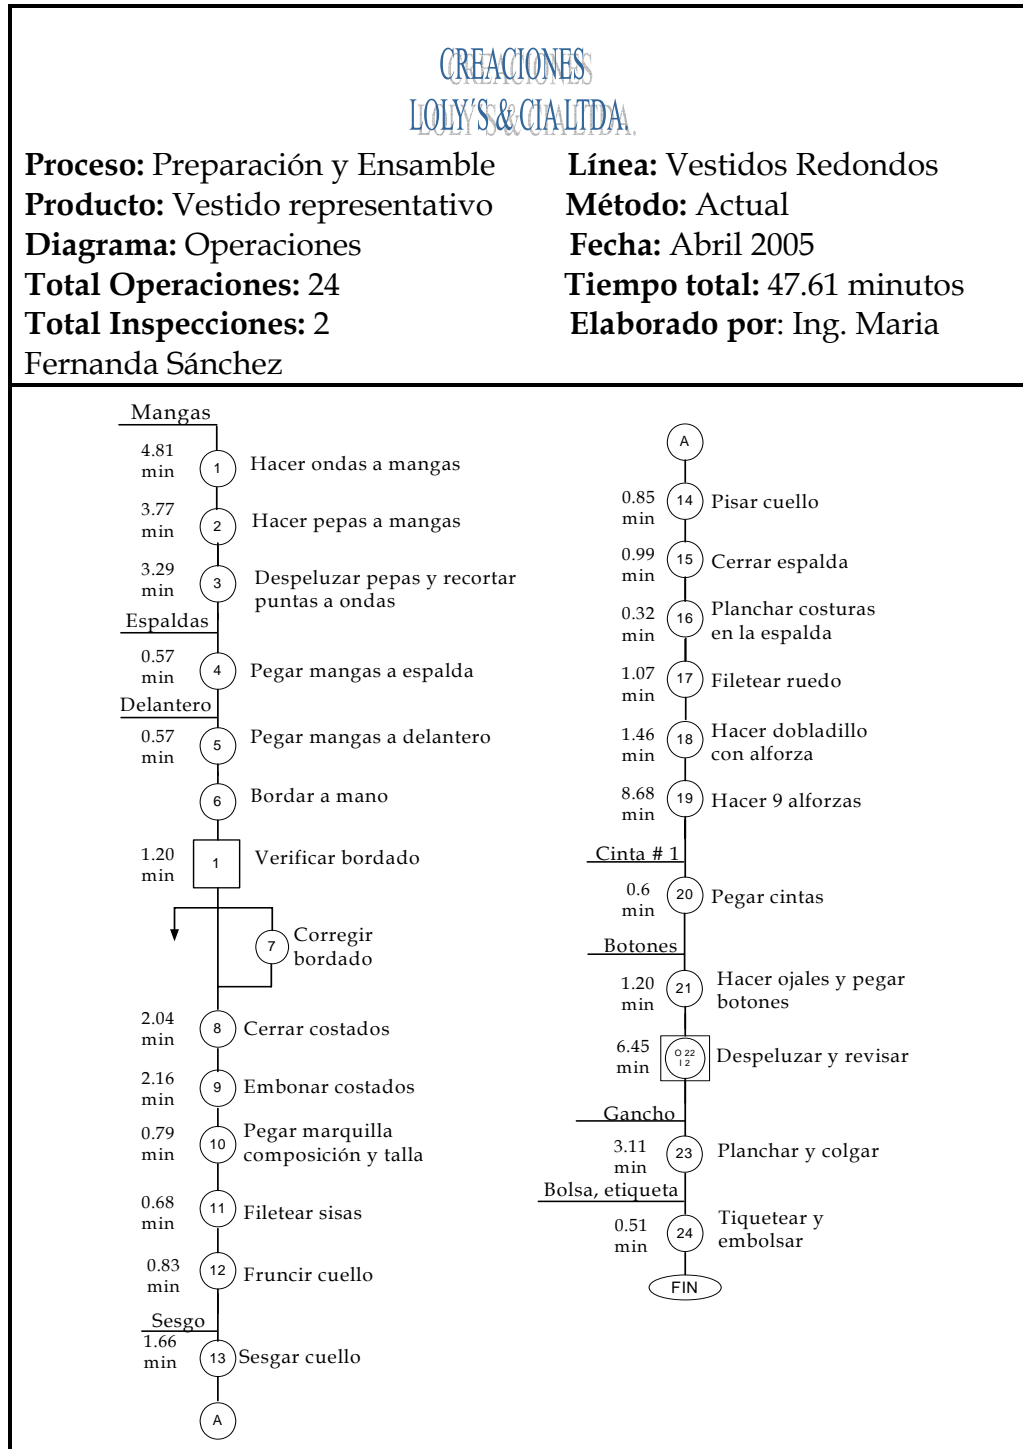 CREACIONES
LOLY´S & CIA LTDA.
Proceso: Preparación y Ensamble Línea: Vestidos Redondos
Producto: Vestido representativo Método: Actual
Diagrama: Operaciones Fecha: Abril 2005
Total Operaciones: 24 Tiempo total: 47.61 minutos
Total Inspecciones: 2 Elaborado por: Ing. Maria
Fernanda Sánchez
Mangas
4.81
min
1
Hacer ondas a mangas
3.77
min
2
Hacer pepas a mangas
3.29
min
3
Despeluzar pepas y recortar
puntas a ondas
Espaldas
0.57
min
4
Pegar mangas a espalda
Delantero
0.57
min
5
Pegar mangas a delantero
6
Bordar a mano
1.20
min
1
Verificar bordado
7
Corregir
bordado
2.04
min
8
Cerrar costados
2.16
min
9
Embonar costados
0.79
min
10
Pegar marquilla
composición y talla
0.68
min
11
Filetear sisas
0.83
min
12
Fruncir cuello
Sesgo
1.66
min
13
Sesgar cuello
A
A
0.85
min
14
Pisar cuello
0.99
min
15
Cerrar espalda
0.32
min
16
Planchar costuras
en la espalda
1.07
min
17
Filetear ruedo
1.46
min
18
Hacer dobladillo
con alforza
8.68
min
19
Hacer 9 alforzas
Cinta # 1
0.6
min
20
Pegar cintas
Botones
1.20
min
21
Hacer ojales y pegar
botones
6.45
min
O 22
I 2
Despeluzar y revisar
Gancho
3.11
min
23
Planchar y colgar
Bolsa, etiqueta
0.51
min
24
Tiquetear y
embolsar
FIN